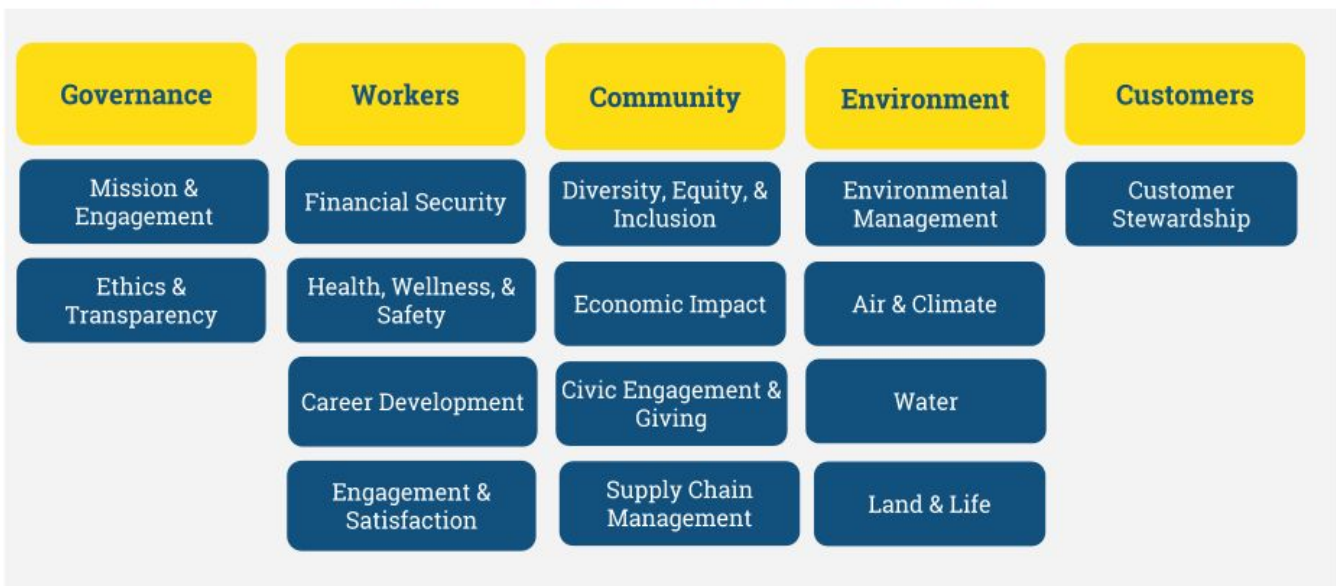 Governance
Workers
Community
Environment
Customers
Mission &
Engagement
Financial Security
Diversity, Equity, &
Inclusion
Environmental
Management
Customer
Stewardship
Ethics &
Transparency
Health, Wellness, &
Safety
Economic Impact
Air & Climate
Career Development
Civic Engagement &
Giving
Water
Engagement &
Satisfaction
Supply Chain
Management
Land & Life